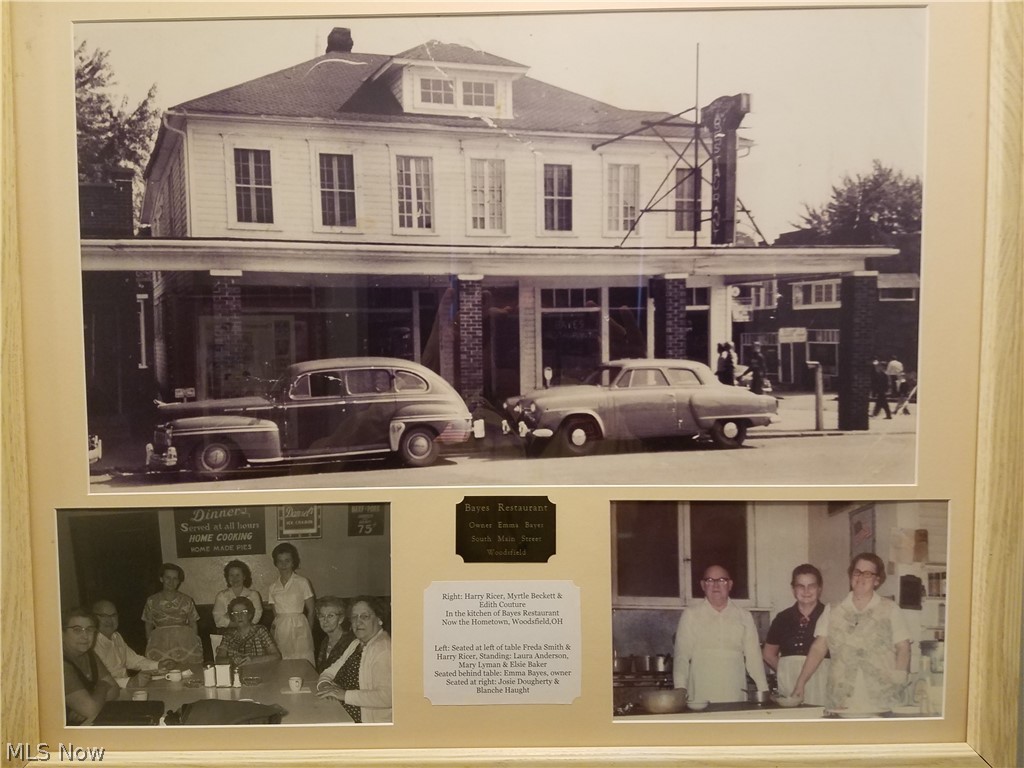 RESTAURANT
BAYES
Dinners
Served at all hours
HOME COOKING
HOME MADE PIES
75¢
Bayes Restaurant
Owner Emma Bayes
South Main Street
Woodsfield
Right: Harry Ricer, Myrtle Beckett &
Edith Couture
In the kitchen of Bayes Restaurant
Now the Hometown, Woodsfield,OH
Left: Seated at left of table Freda Smith &
Harry Ricer, Standing: Laura Anderson,
Mary Lyman & Elsie Baker
Seated behind table: Emma Bayes, owner
Seated at right: Josie Dougherty &
Blanche Haught
MLS Now